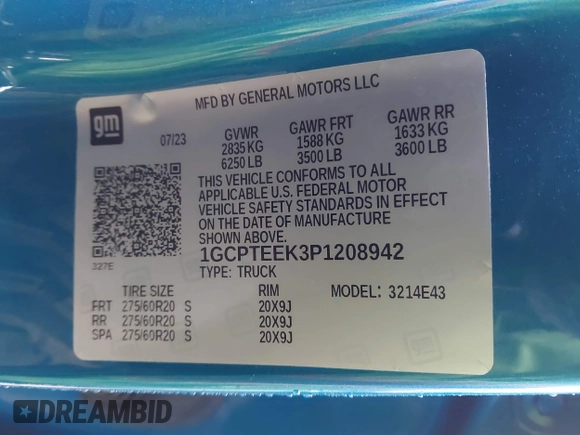 MFD BY GENERAL MOTORS LLC
gm
07/23
GVWR
2835 KG
6250 LB
GAWR FRT
1588 KG
3500 LB
GAWR RR
1633 KG
3600 LB
THIS VEHICLE CONFORMS TO ALL
APPLICABLE U.S. FEDERAL MOTOR
VEHICLE SAFETY STANDARDS IN EFFECT
ON THE DATE OF MANUFACTURE
SHOWN ABOVE.
327E
1GCPTEEK3P1208942
TYPE: TRUCK
TIRE SIZE RIM MODEL: 3214E43
FRT 275/60R20 S 20X9J
RR 275/60R20 S 20X9J
SPA 275/60R20 S 20X9J
DREAMBID